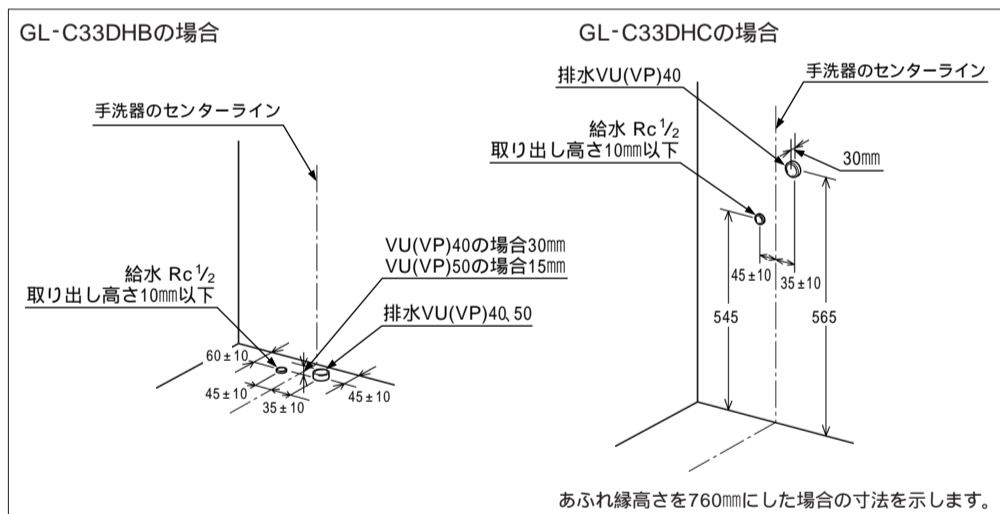 GL-C33DHBの場合
手洗器のセンターライン
VU(VP)40の場合30mm
VU(VP)50の場合15mm
給水 Rc1/2
取り出し高さ10mm以下
排水VU(VP)40、50
60±10
45±10
35±10
45±10
GL-C33DHCの場合
排水VU(VP)40
手洗器のセンターライン
給水 Rc1/2
取り出し高さ10mm以下
30mm
45±10
35±10
545
565
あふれ縁高さを760mmにした場合の寸法を示します。